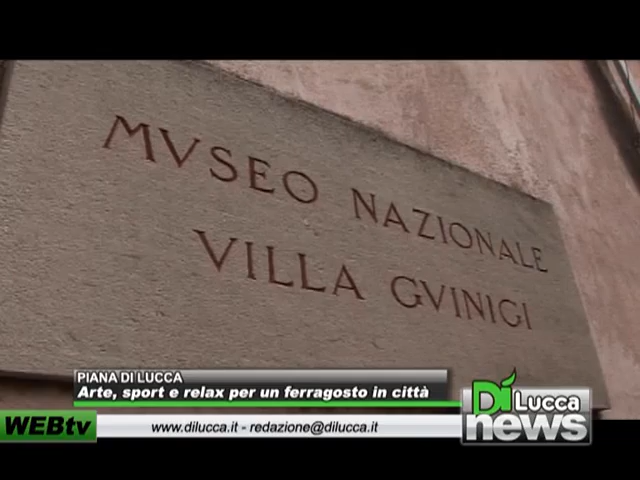 MVSEO NAZIONALE
VILLA GVINIGI
PIANA DI LUCCA
Arte, sport e relax per un ferragosto in città
Dì LUCCA
news
WEBtv
www.dilucca.it - redazione@dilucca.it